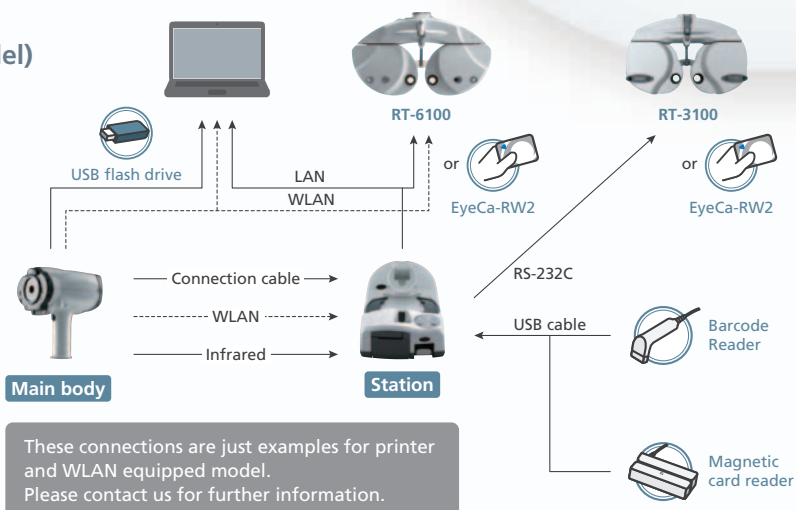 el)
RT-6100
RT-3100
USB flash drive
or
EyeCa-RW2
or
EyeCa-RW2
LAN
WLAN
Connection cable
WLAN
Infrared
RS-232C
USB cable
Barcode
Reader
Main body
Station
Magnetic
card reader
These connections are just examples for printer
and WLAN equipped model.
Please contact us for further information.